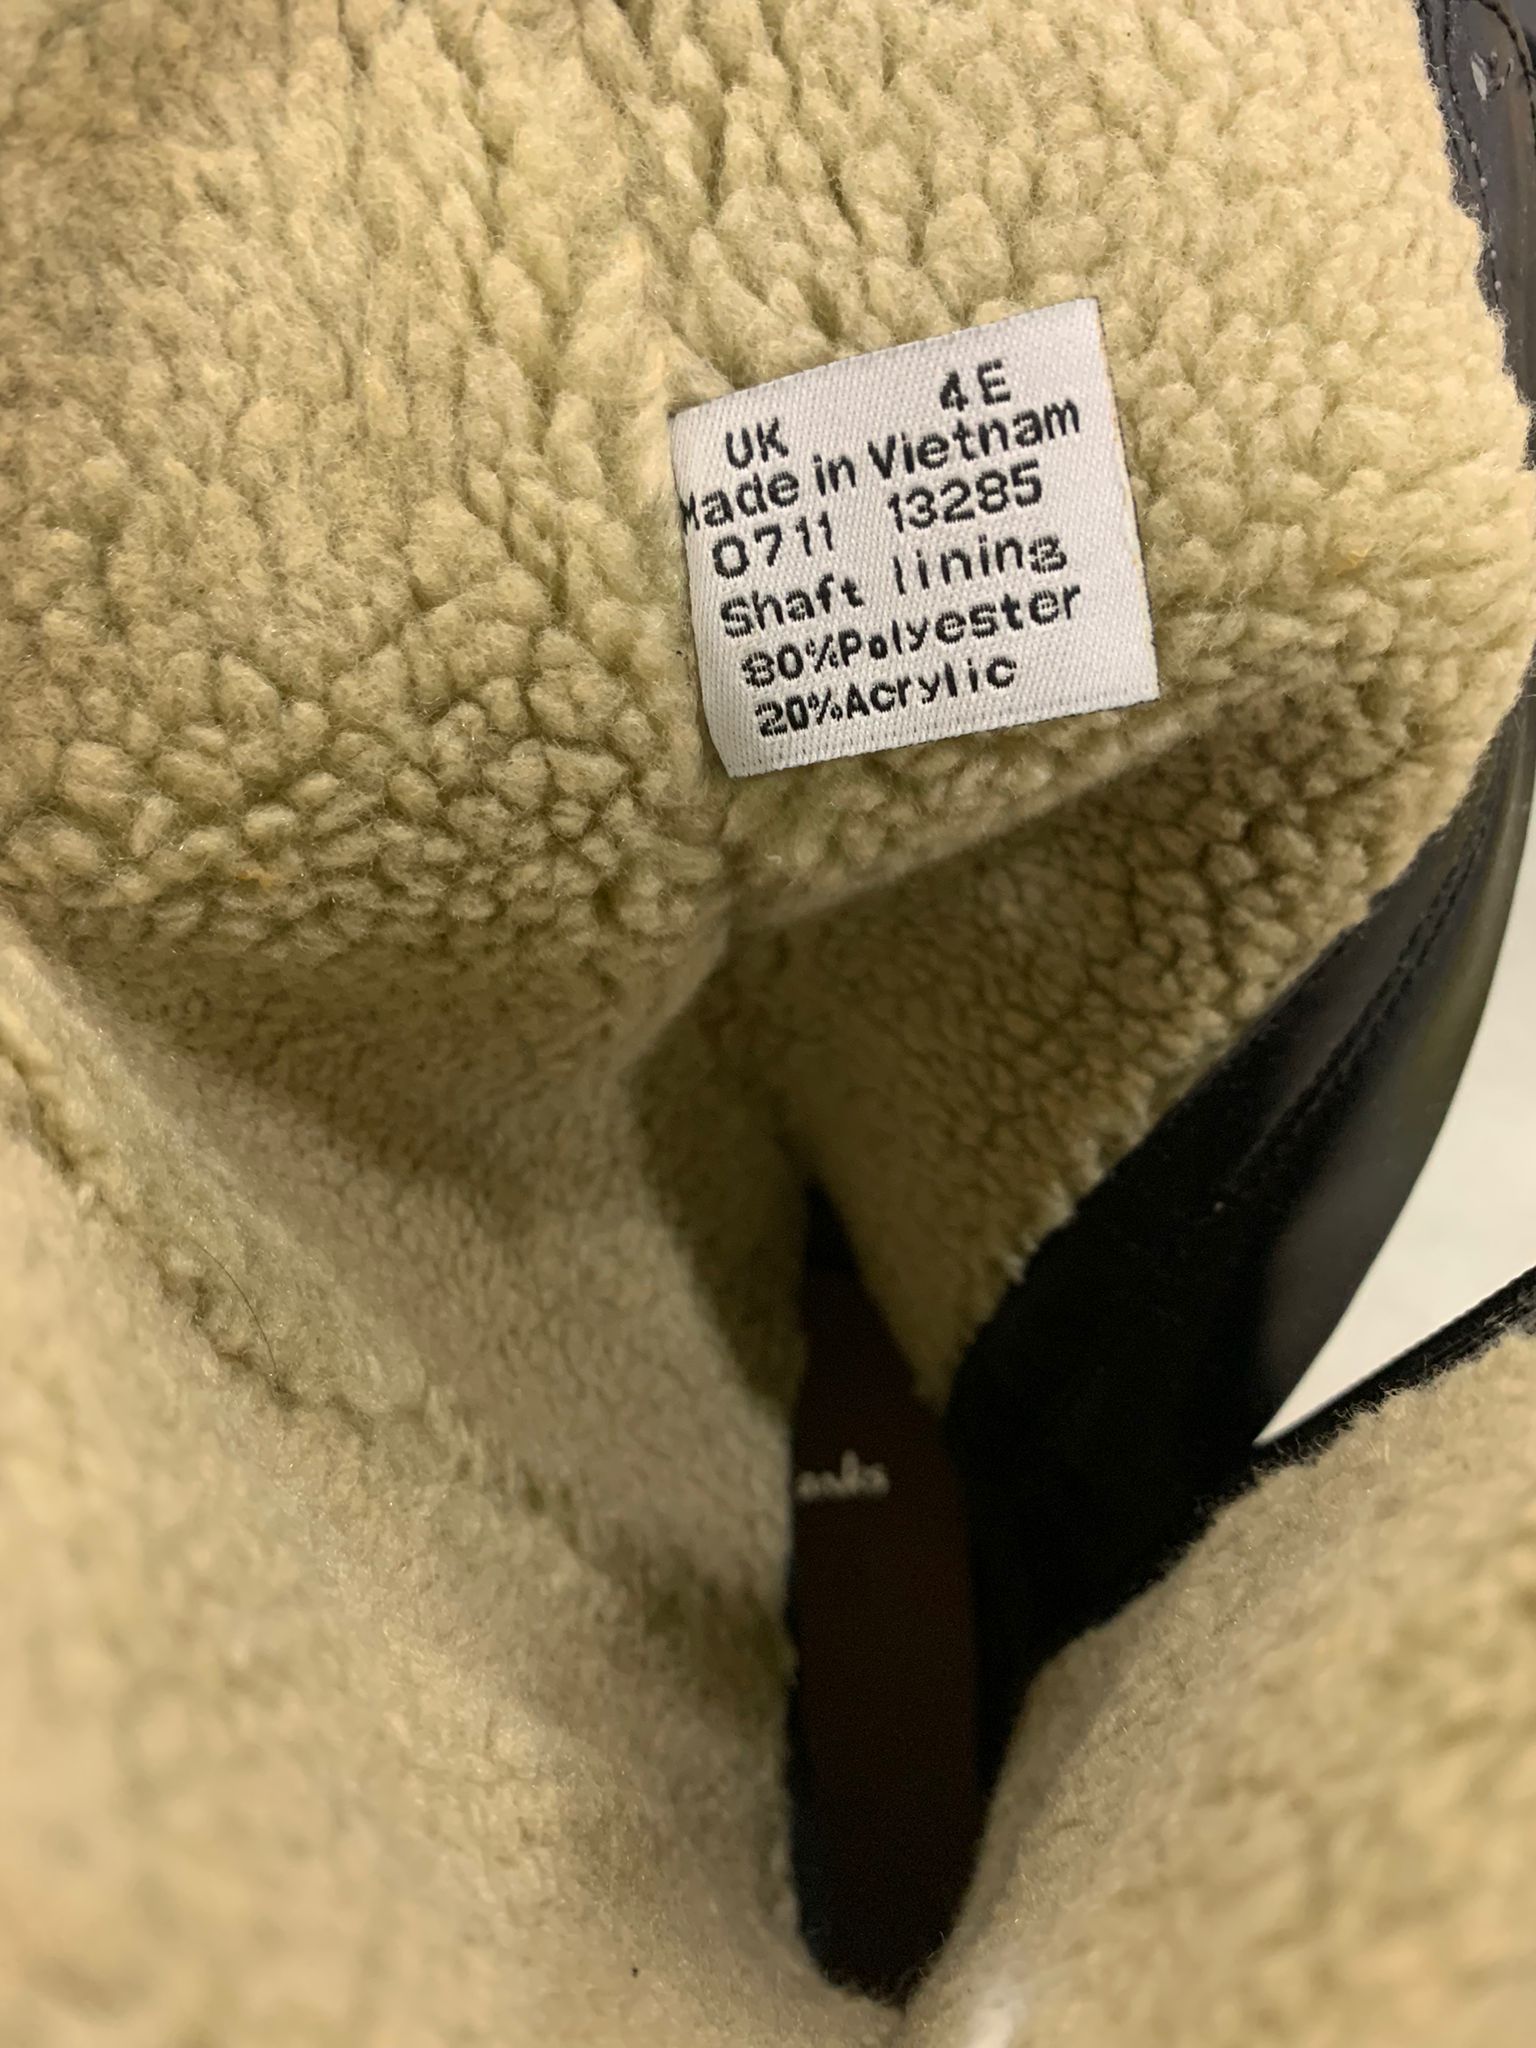 UK 4E
Made in Vietnam
0711 13285
Shaft lining
80%Polyester
20%Acrylic